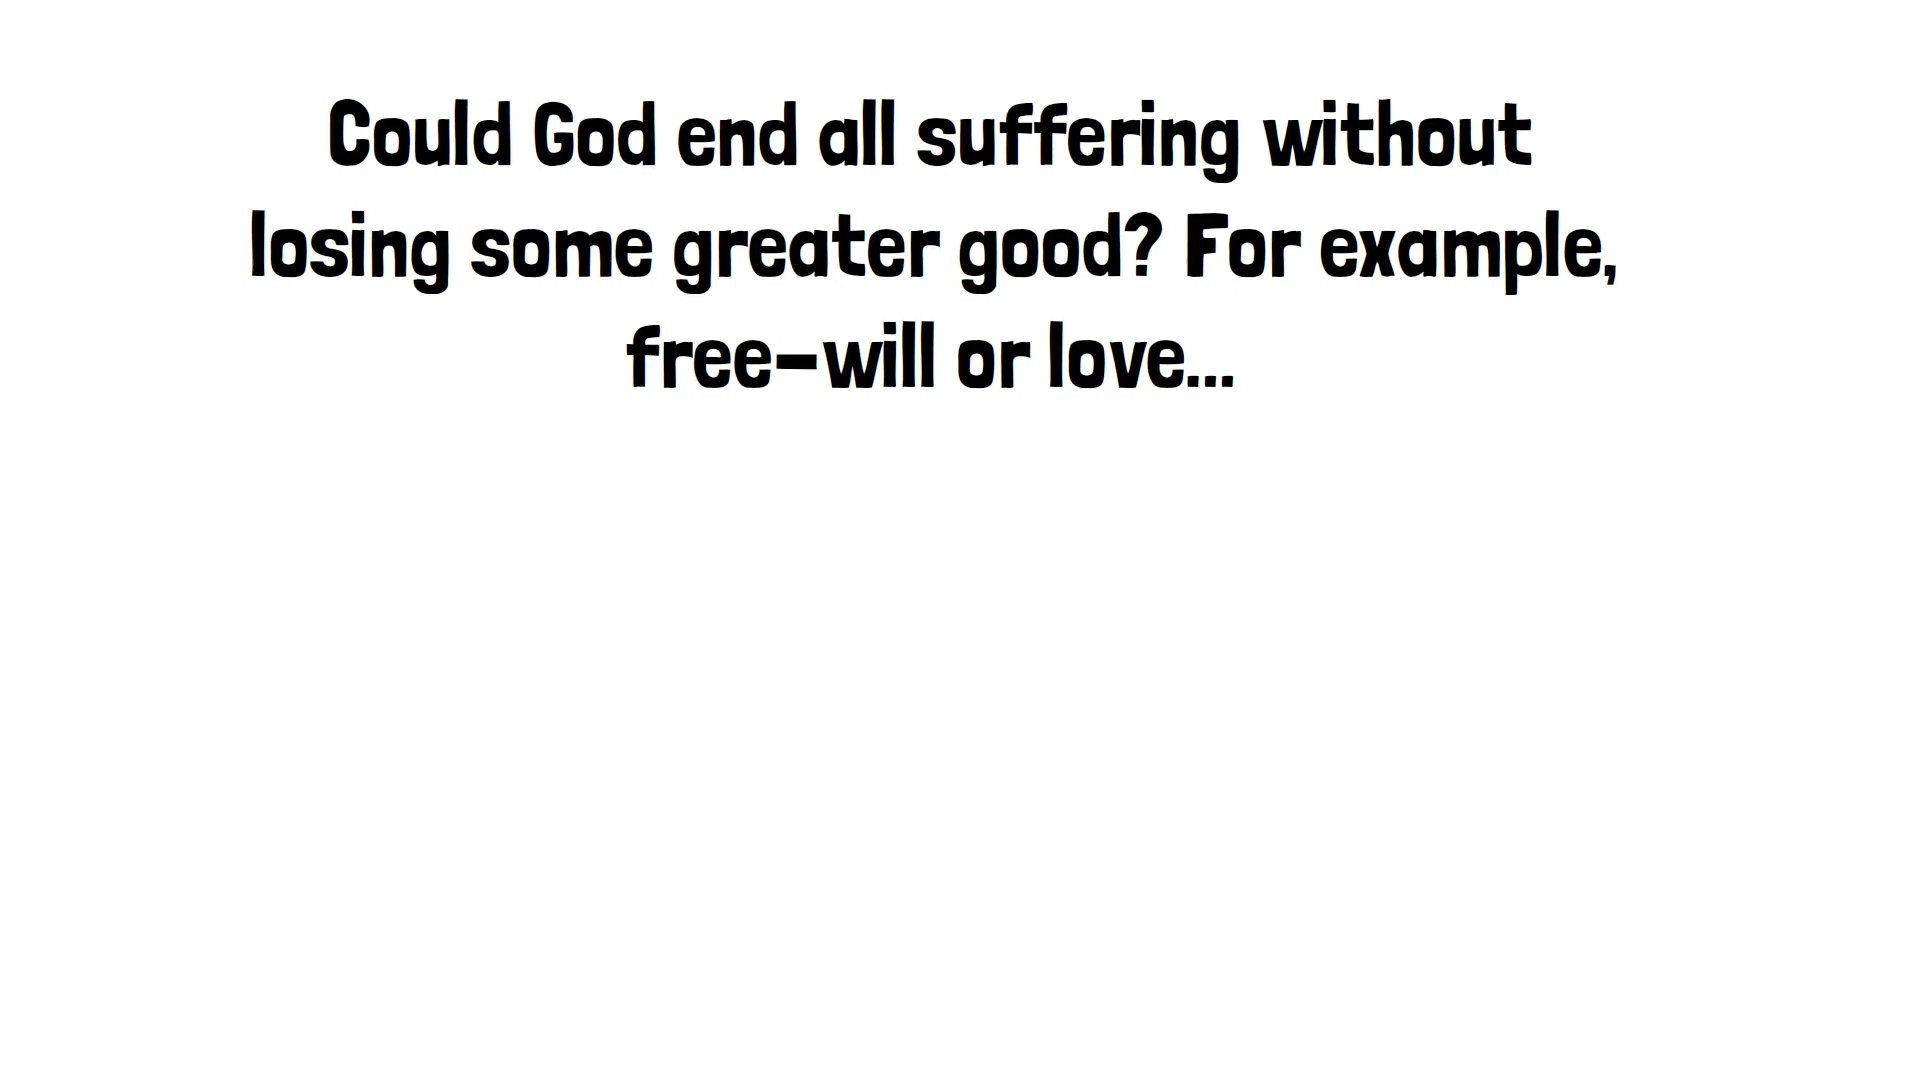 Could God end all suffering without
losing some greater good? For example,
free-will or love...